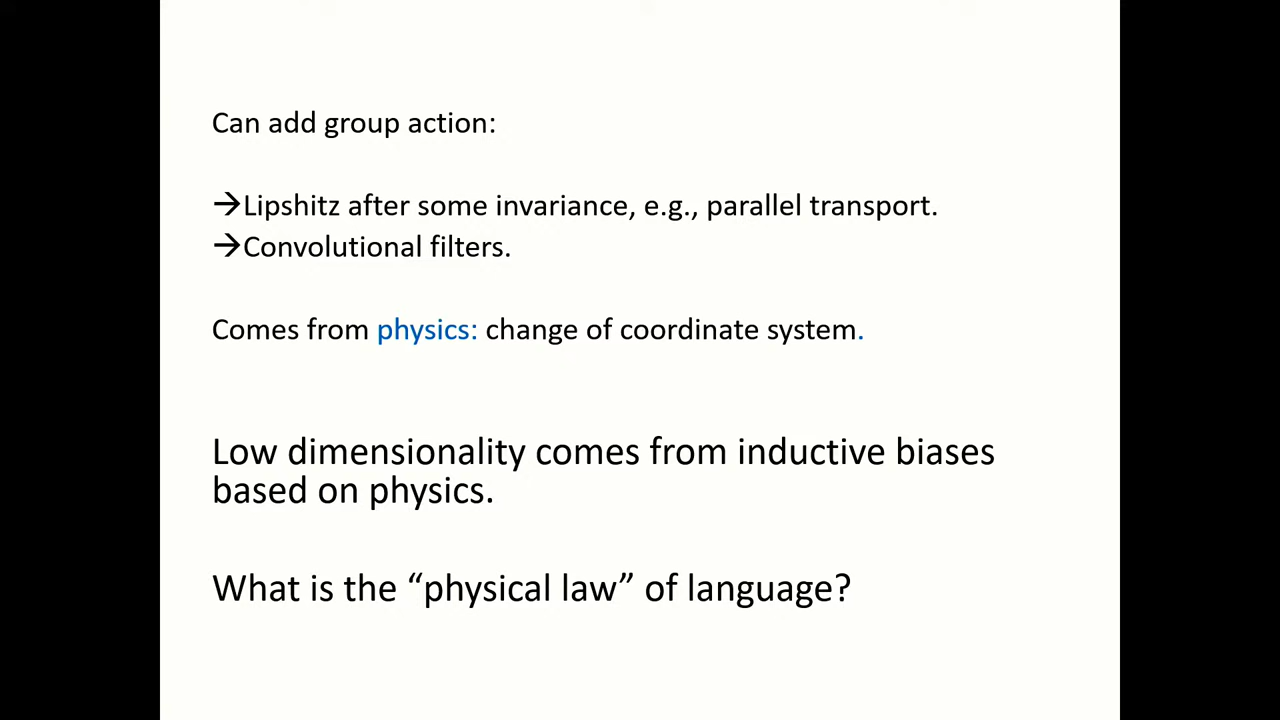 Can add group action:
→Lipshitz after some invariance, e.g., parallel transport.
→Convolutional filters.
Comes from physics: change of coordinate system.
Low dimensionality comes from inductive biases
based on physics.
What is the “physical law” of language?